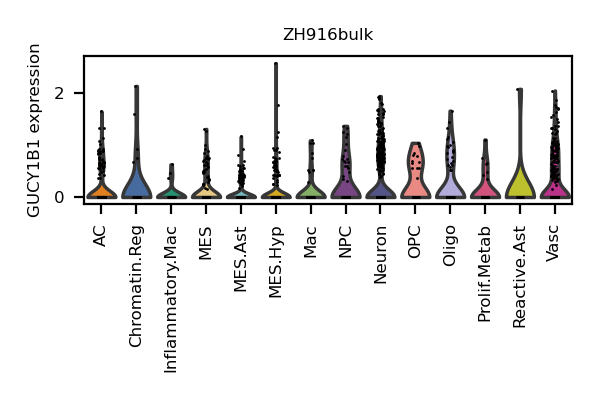 ZH916bulk
GUCY1B1 expression
2
0
AC
Chromatin.Reg
Inflammatory.Mac
MES
MES.Ast
MES.Hyp
Mac
NPC
Neuron
OPC
Oligo
Prolif.Metab
Reactive.Ast
Vasc